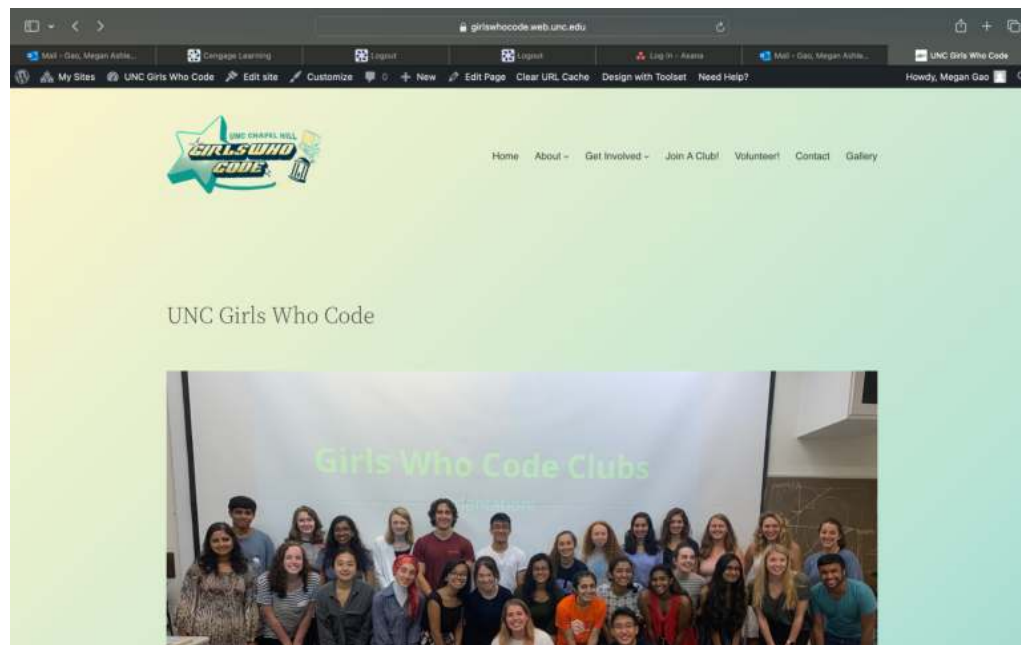 girlswhocode.web.unc.edu
Mail - Gao, Megan Ashle...
Cengage Learning
Logout
Logout
Log in - Asana
Mail - Gao, Megan Ashle...
UNC Girls Who Code
My Sites UNC Girls Who Code Edit site Customize 0 New Edit Page Clear URL Cache Design with Toolset Need Help? Howdy, Megan Gao
UNC CHAPEL HILL
GIRLS WHO
CODE
Home About Get Involved Join A Club! Volunteer! Contact Gallery
UNC Girls Who Code
Girls Who Code Clubs